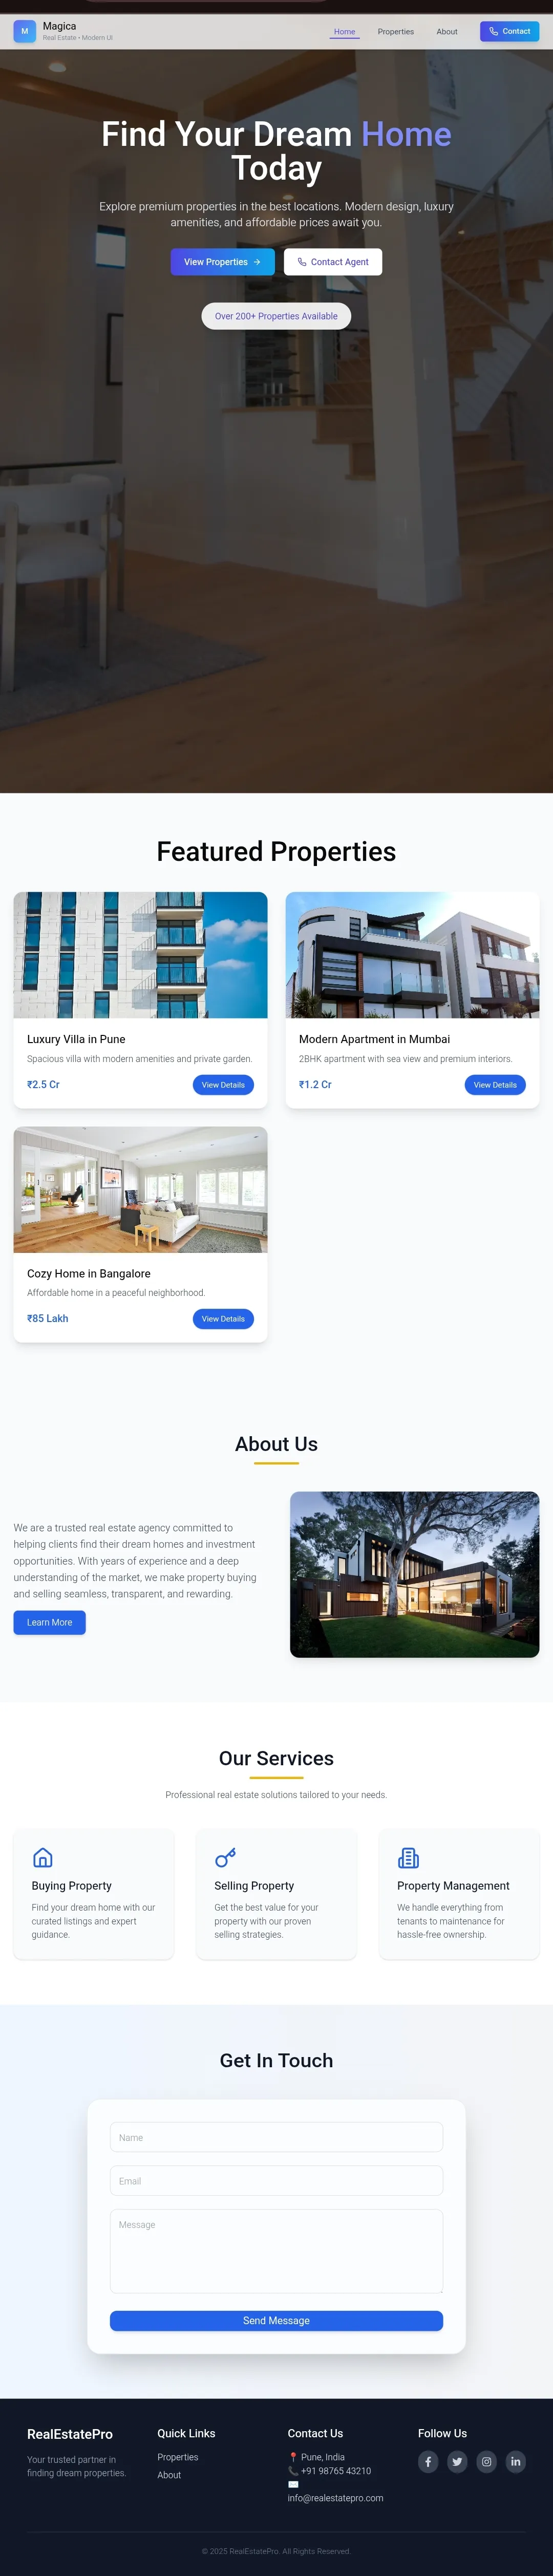 M
Magica
Real Estate • Modern UI
Home
Properties
About
Contact
Find Your Dream Home
Today
Explore premium properties in the best locations. Modern design, luxury
amenities, and affordable prices await you.
View Properties →
Contact Agent
Over 200+ Properties Available
Featured Properties
Luxury Villa in Pune
Spacious villa with modern amenities and private garden.
₹2.5 Cr
View Details
Modern Apartment in Mumbai
2BHK apartment with sea view and premium interiors.
₹1.2 Cr
View Details
Cozy Home in Bangalore
Affordable home in a peaceful neighborhood.
₹85 Lakh
View Details
About Us
We are a trusted real estate agency committed to
helping clients find their dream homes and investment
opportunities. With years of experience and a deep
understanding of the market, we make property buying
and selling seamless, transparent, and rewarding.
Learn More
Our Services
Professional real estate solutions tailored to your needs.
Buying Property
Find your dream home with our
curated listings and expert
guidance.
Selling Property
Get the best value for your
property with our proven
selling strategies.
Property Management
We handle everything from
tenants to maintenance for
hassle-free ownership.
Get In Touch
Name
Email
Message
Send Message
RealEstatePro
Your trusted partner in
finding dream properties.
Quick Links
Properties
About
Contact Us
📍 Pune, India
📞 +91 98765 43210
✉️
info@realestatepro.com
Follow Us
© 2025 RealEstatePro. All Rights Reserved.